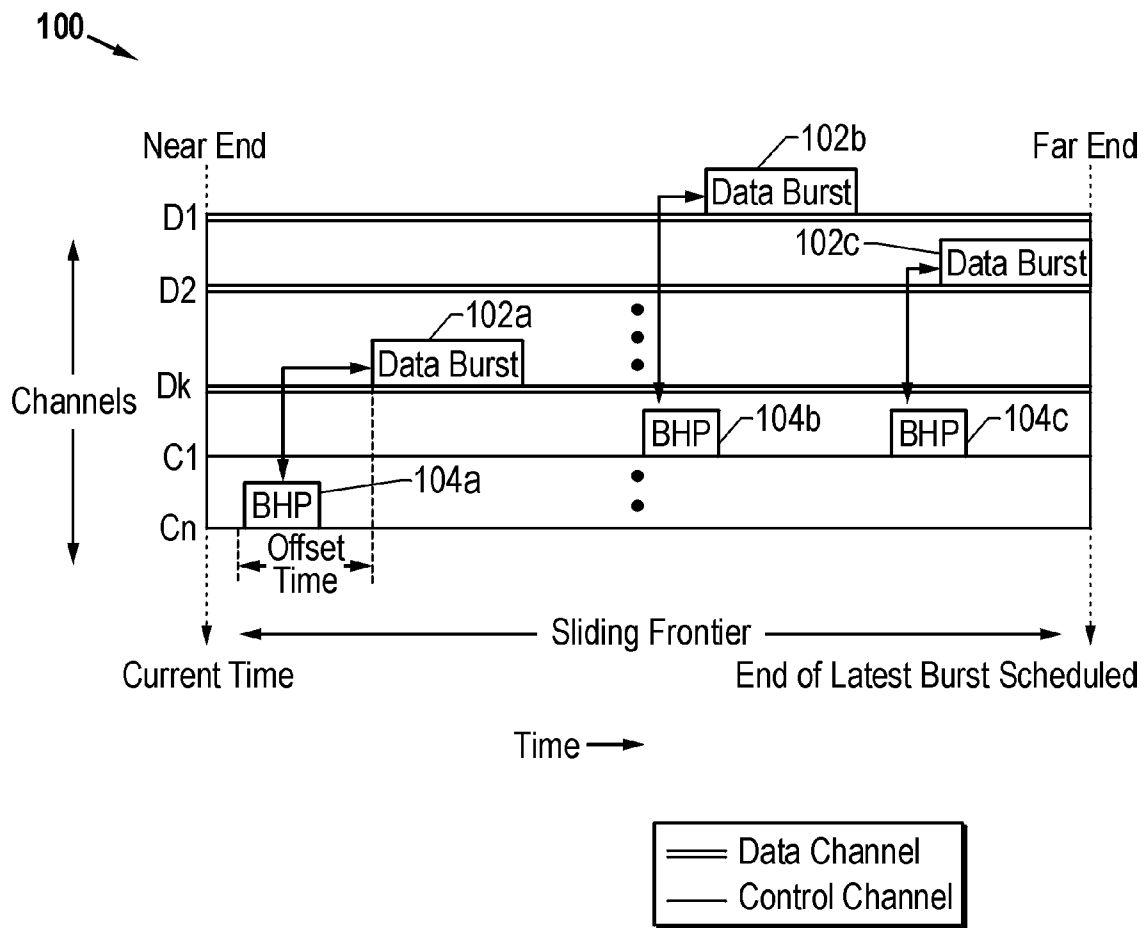 100
Near End
Far End
102b
Data Burst
D1
102c
Data Burst
D2
102a
Data Burst
Channels
Dk
BHP
104b
BHP
104c
C1
104a
BHP
Cn
Offset
Time
Sliding Frontier
Current Time
End of Latest Burst Scheduled
Time
Data Channel
Control Channel